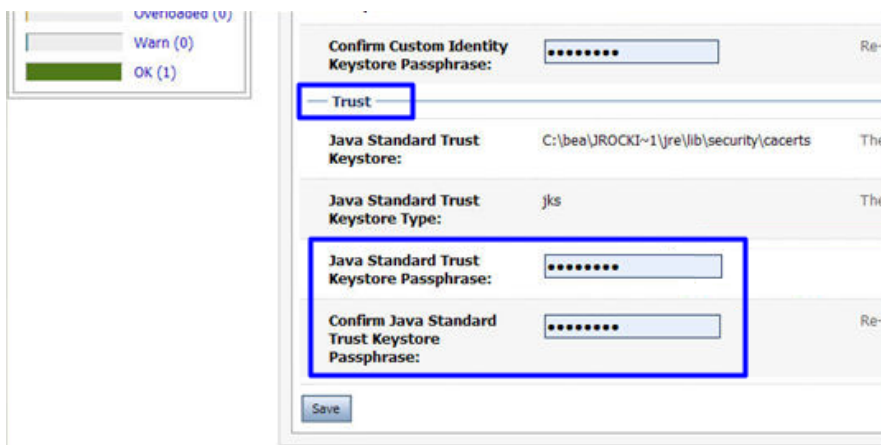 Overloaded (0)
Warn (0)
OK (1)
Confirm Custom Identity
Keystore Passphrase:
••••••••
Re-
Trust
Java Standard Trust
Keystore:
C:\bea\JROCKI~1\jre\lib\security\cacerts
The
Java Standard Trust
Keystore Type:
jks
The
Java Standard Trust
Keystore Passphrase:
••••••••
Confirm Java Standard
Trust Keystore
Passphrase:
••••••••
Re-
Save